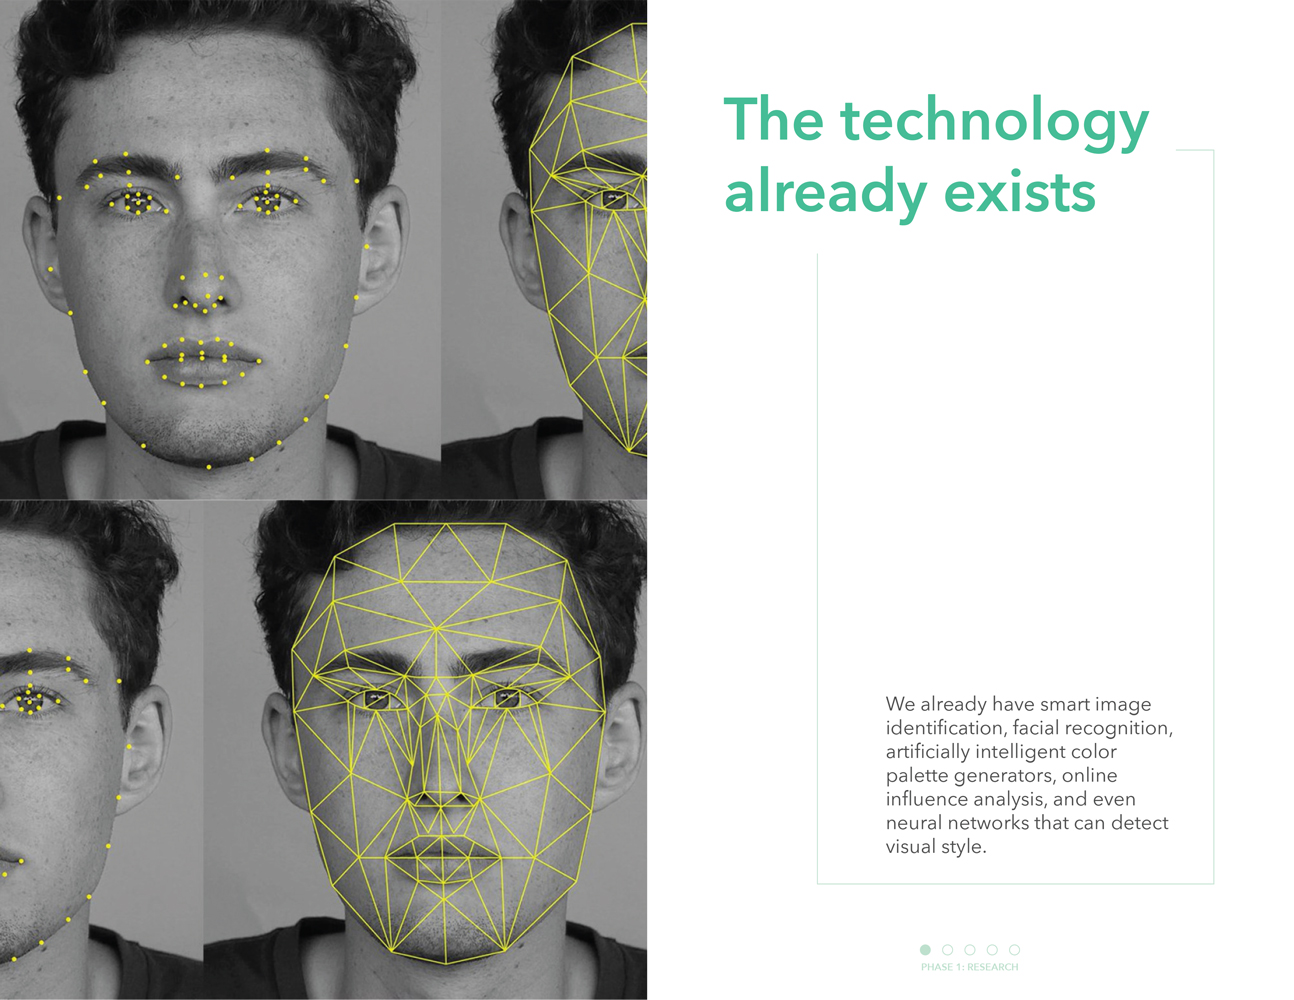 The technology
already exists
We already have smart image
identification, facial recognition,
artificially intelligent color
palette generators, online
influence analysis, and even
neural networks that can detect
visual style.
PHASE 1: RESEARCH